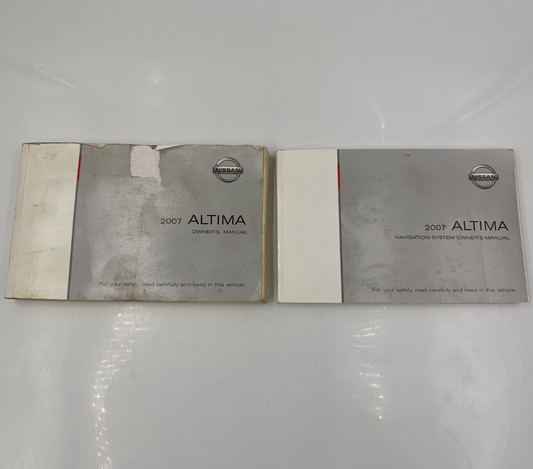 NISSAN
2007 ALTIMA
OWNER'S MANUAL
For your safety, read carefully and keep in this vehicle.
NISSAN
2007 ALTIMA
NAVIGATION SYSTEM OWNER'S MANUAL
For your safety, read carefully and keep in this vehicle.